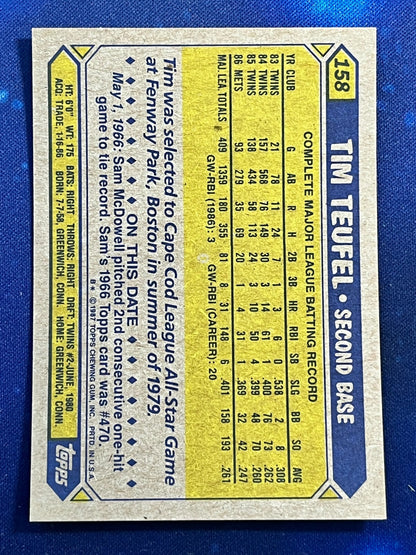 158
TIM TEUFEL • SECOND BASE
COMPLETE MAJOR LEAGUE BATTING RECORD
YR CLUB G AB R H 2B 3B HR RBI SB SLG BB SO AVG
83 TWINS 21 78 11 24 7 1 3 6 0 .538 2 8 .308
84 TWINS 157 568 76 149 30 3 14 61 1 .400 76 73 .262
85 TWINS 138 434 58 113 24 3 10 50 4 .399 48 70 .260
86 METS 93 279 35 69 20 1 4 31 1 .369 32 42 .247
MAJ. LEA. TOTALS 409 1359 180 355 81 8 31 148 6 .401 158 193 .261
GW-RBI (1986): 3 GW-RBI (CAREER): 20
Tim was selected to Cape Cod League All-Star Game
at Fenway Park, Boston in summer of 1979.
ON THIS DATE
May 1, 1966: Sam McDowell pitched 2nd consecutive one-hit
game to tie record. Sam's 1966 Topps card was #470.
B* © 1987 TOPPS CHEWING GUM, INC. PRTD. IN U.S.A.
HT: 6'0" WT: 175 BATS: RIGHT THROWS: RIGHT DRFT: TWINS #2-JUNE, 1980
ACQ: TRADE, 1-16-86 BORN: 7-7-58, GREENWICH, CONN. HOME: GREENWICH, CONN.
topps